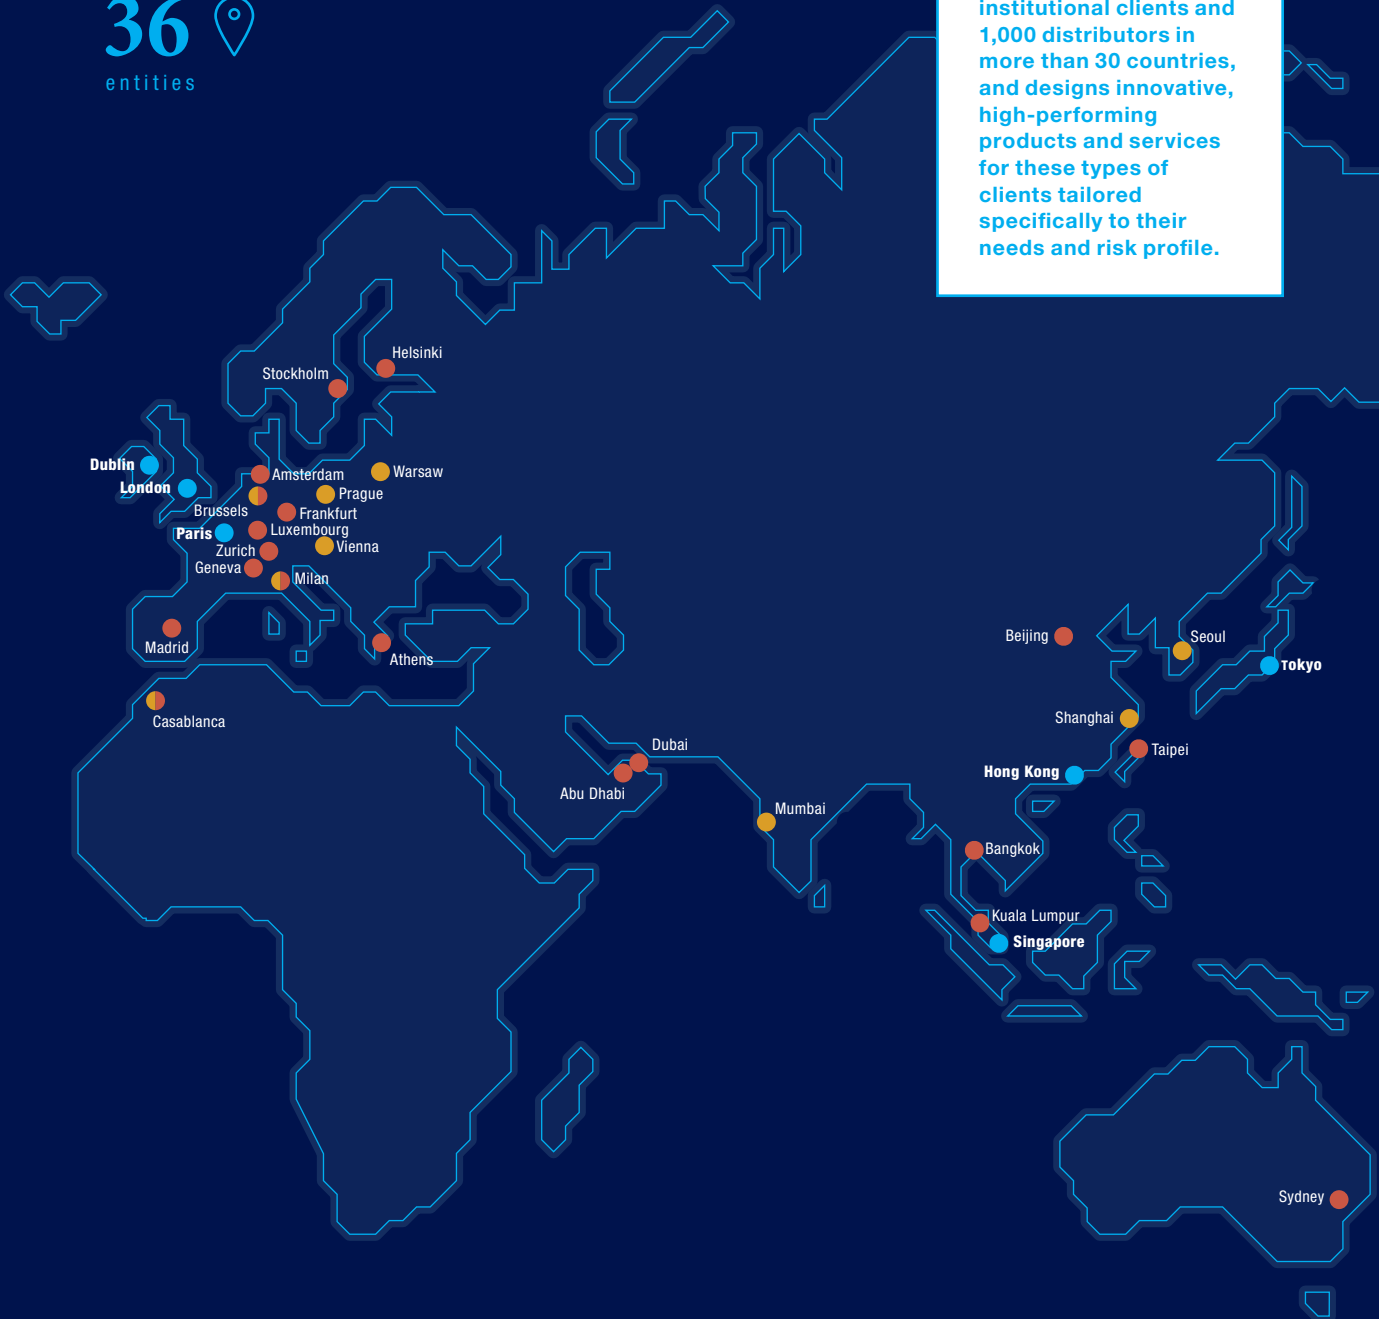 36
entities
institutional clients and
1,000 distributors in
more than 30 countries,
and designs innovative,
high-performing
products and services
for these types of
clients tailored
specifically to their
needs and risk profile.
Helsinki
Stockholm
Dublin
London
Amsterdam
Warsaw
Prague
Brussels
Frankfurt
Paris
Luxembourg
Zurich
Vienna
Geneva
Milan
Madrid
Athens
Casablanca
Dubai
Abu Dhabi
Mumbai
Beijing
Seoul
Tokyo
Shanghai
Taipei
Hong Kong
Bangkok
Kuala Lumpur
Singapore
Sydney